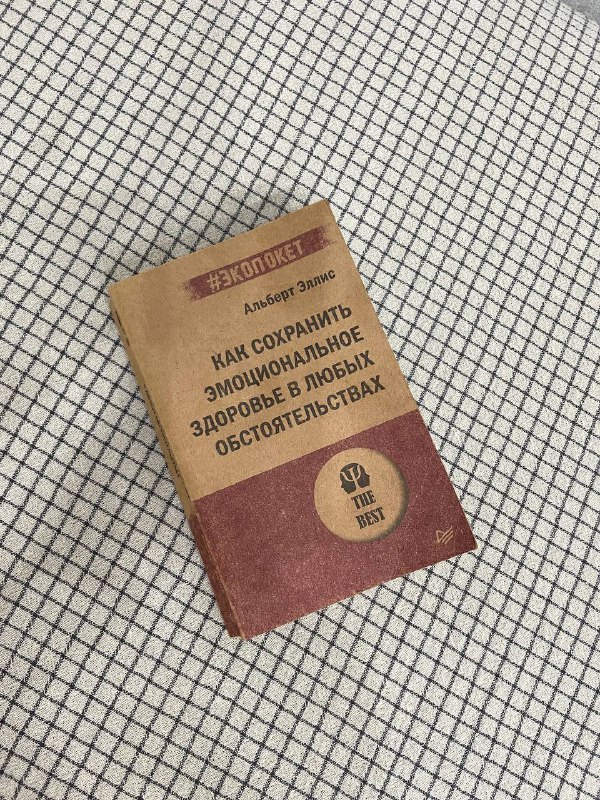 #ЭКОПОКЕТ
Альберт Эллис
КАК СОХРАНИТЬ
ЭМОЦИОНАЛЬНОЕ
ЗДОРОВЬЕ В ЛЮБЫХ
ОБСТОЯТЕЛЬСТВАХ
Ψ
THE
BEST